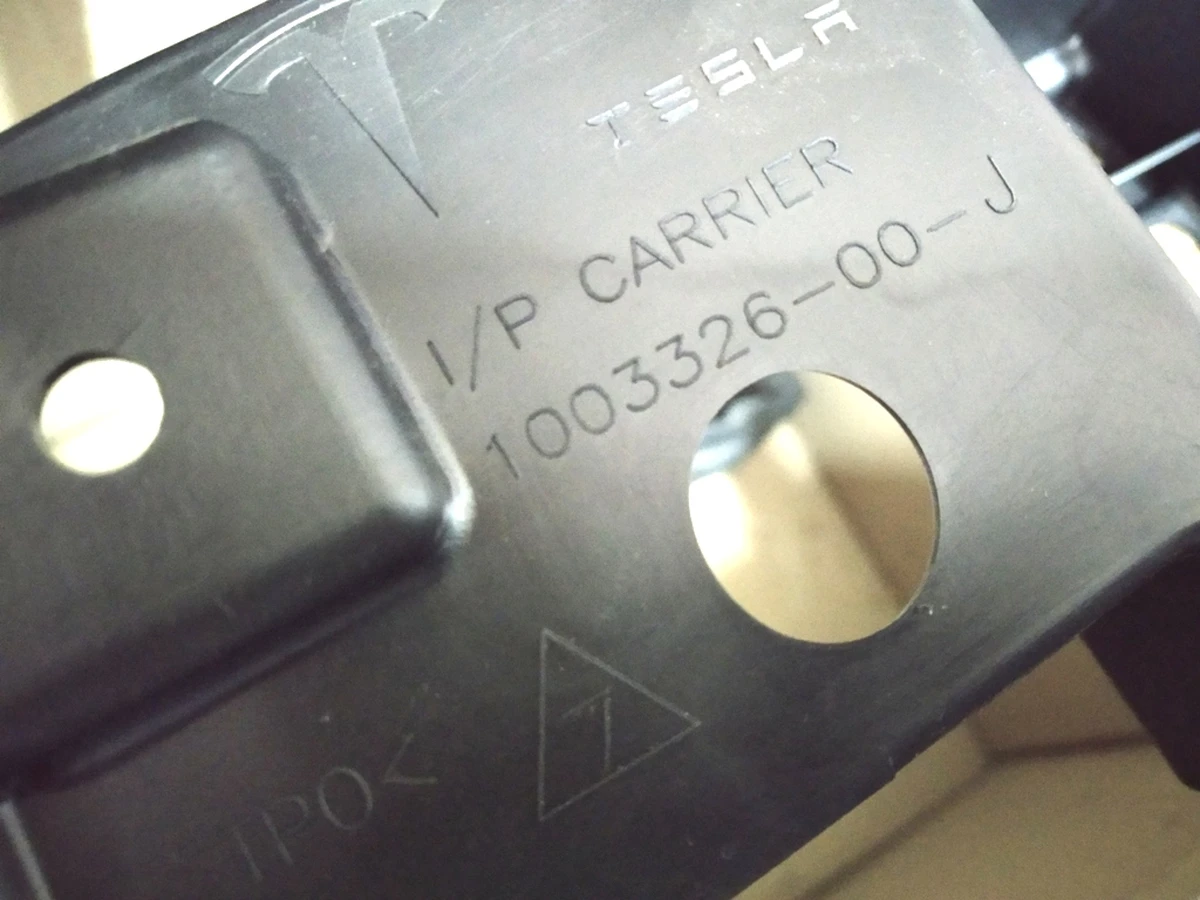 TESLA
I/P CARRIER
1003326-00-J